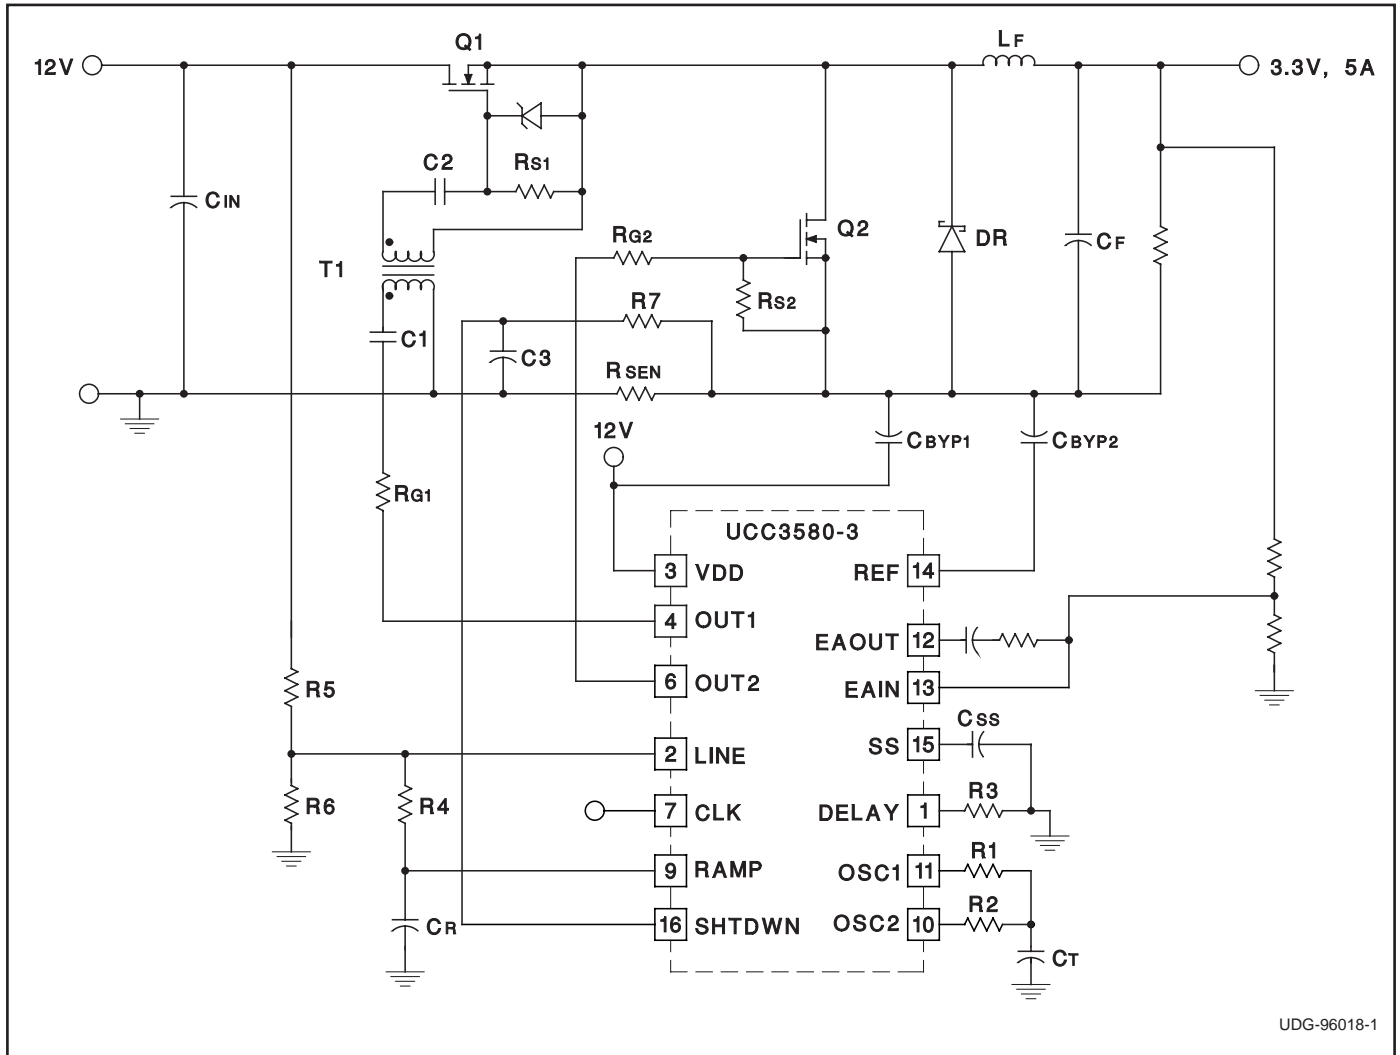 Q1
LF
12V
3.3V, 5A
C2
RS1
CIN
RG2
Q2
DR
CF
T1
R7
RS2
C1
C3
RSEN
12V
CBYP1
CBYP2
RG1
UCC3580-3
3 VDD
REF 14
4 OUT1
EAOUT 12
6 OUT2
EAIN 13
R5
CSS
2 LINE
SS 15
R6
R4
R3
7 CLK
DELAY 1
R1
9 RAMP
OSC1 11
R2
CR
16 SHTDWN
OSC2 10
CT
UDG-96018-1